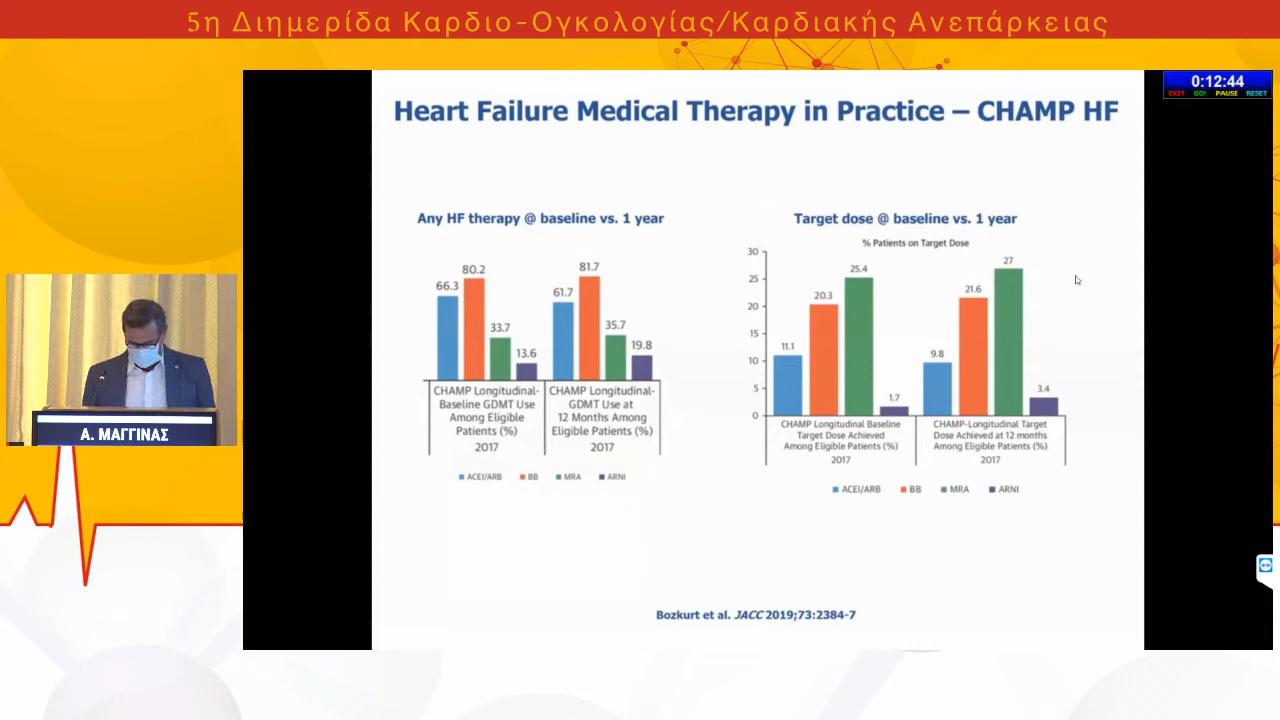 5η Διημερίδα Καρδιο-Ογκολογίας/Καρδιακής Ανεπάρκειας
0:12:44
EXIT GO! PAUSE RESET
Heart Failure Medical Therapy in Practice – CHAMP HF
Any HF therapy @ baseline vs. 1 year
66.3
80.2
33.7
13.6
61.7
81.7
35.7
19.8
CHAMP Longitudinal-
Baseline GDMT Use
Among Eligible
Patients (%)
2017
CHAMP Longitudinal-
GDMT Use at
12 Months Among
Eligible Patients (%)
2017
ACEI/ARB BB MRA ARNI
Target dose @ baseline vs. 1 year
% Patients on Target Dose
30
25
20
15
10
5
0
11.1
20.3
25.4
1.7
9.8
21.6
27
3.4
CHAMP Longitudinal Baseline
Target Dose Achieved
Among Eligible Patients (%)
2017
CHAMP-Longitudinal Target
Dose Achieved at 12 months
Among Eligible Patients (%)
2017
ACEI/ARB BB MRA ARNI
Bozkurt et al. JACC 2019;73:2384-7
Α. ΜΑΓΓΙΝΑΣ